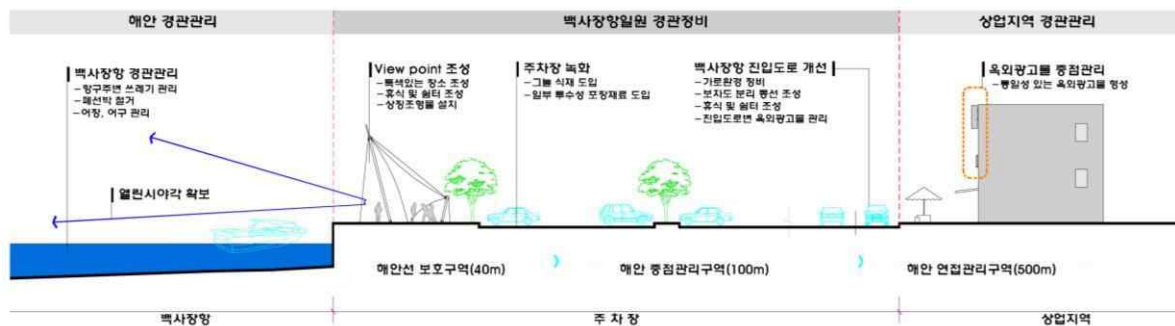 해안 경관관리
백사장항일원 경관정비
상업지역 경관관리
백사장항 경관관리
-항구주변 쓰레기 관리
-폐선박 철거
-어장, 어구 관리
View point 조성
-특색있는 장소 조성
-휴식 및 쉼터 조성
-상징조형물 설치
주차장 녹화
-그늘 식재 도입
-일부 투수성 포장재료 도입
백사장항 진입도로 개선
-가로환경 정비
-보차도 분리 동선 조성
-휴식 및 쉼터 조성
-진입도로변 옥외광고물 관리
옥외광고물 중점관리
-통일성 있는 옥외광고물 형성
열린시야각 확보
해안선 보호구역(40m)
해안 중점관리구역(100m)
해안 연접관리구역(500m)
백사장항
주 차 장
상업지역